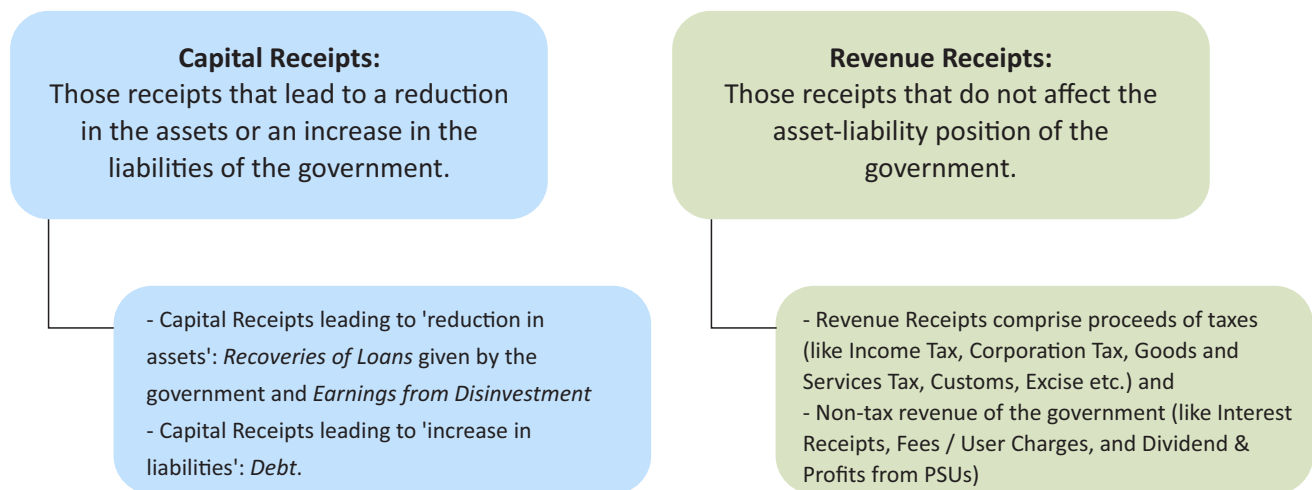 Capital Receipts:
Those receipts that lead to a reduction
in the assets or an increase in the
liabilities of the government.
- Capital Receipts leading to 'reduction in
assets': Recoveries of Loans given by the
government and Earnings from Disinvestment
- Capital Receipts leading to 'increase in
liabilities': Debt.
Revenue Receipts:
Those receipts that do not affect the
asset-liability position of the
government.
- Revenue Receipts comprise proceeds of taxes
(like Income Tax, Corporation Tax, Goods and
Services Tax, Customs, Excise etc.) and
- Non-tax revenue of the government (like Interest
Receipts, Fees / User Charges, and Dividend &
Profits from PSUs)